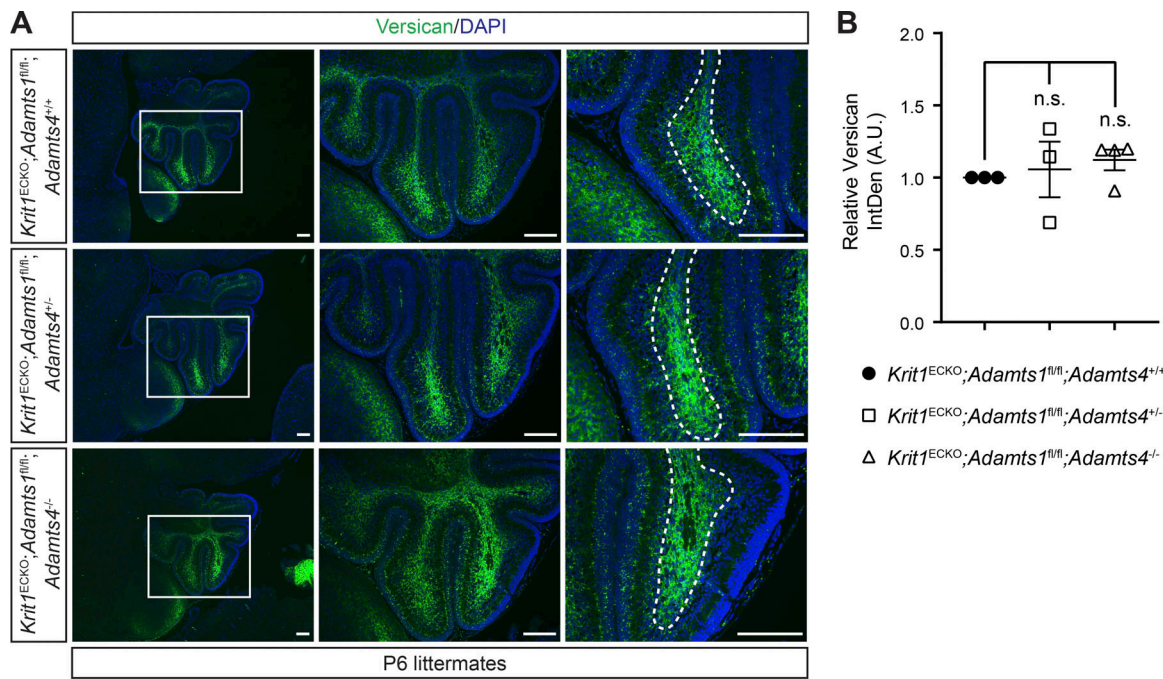 A
Versican/DAPI
Krit1ECKO;Adamts1fl/fl;
Adamts4+/+
Krit1ECKO;Adamts1fl/fl;
Adamts4+/-
Krit1ECKO;Adamts1fl/fl;
Adamts4-/-
P6 littermates
B
Relative Versican
IntDen (A.U.)
2.0
1.5
1.0
0.5
0.0
n.s.
n.s.
Krit1ECKO;Adamts1fl/fl;Adamts4+/+
Krit1ECKO;Adamts1fl/fl;Adamts4+/-
Krit1ECKO;Adamts1fl/fl;Adamts4-/-